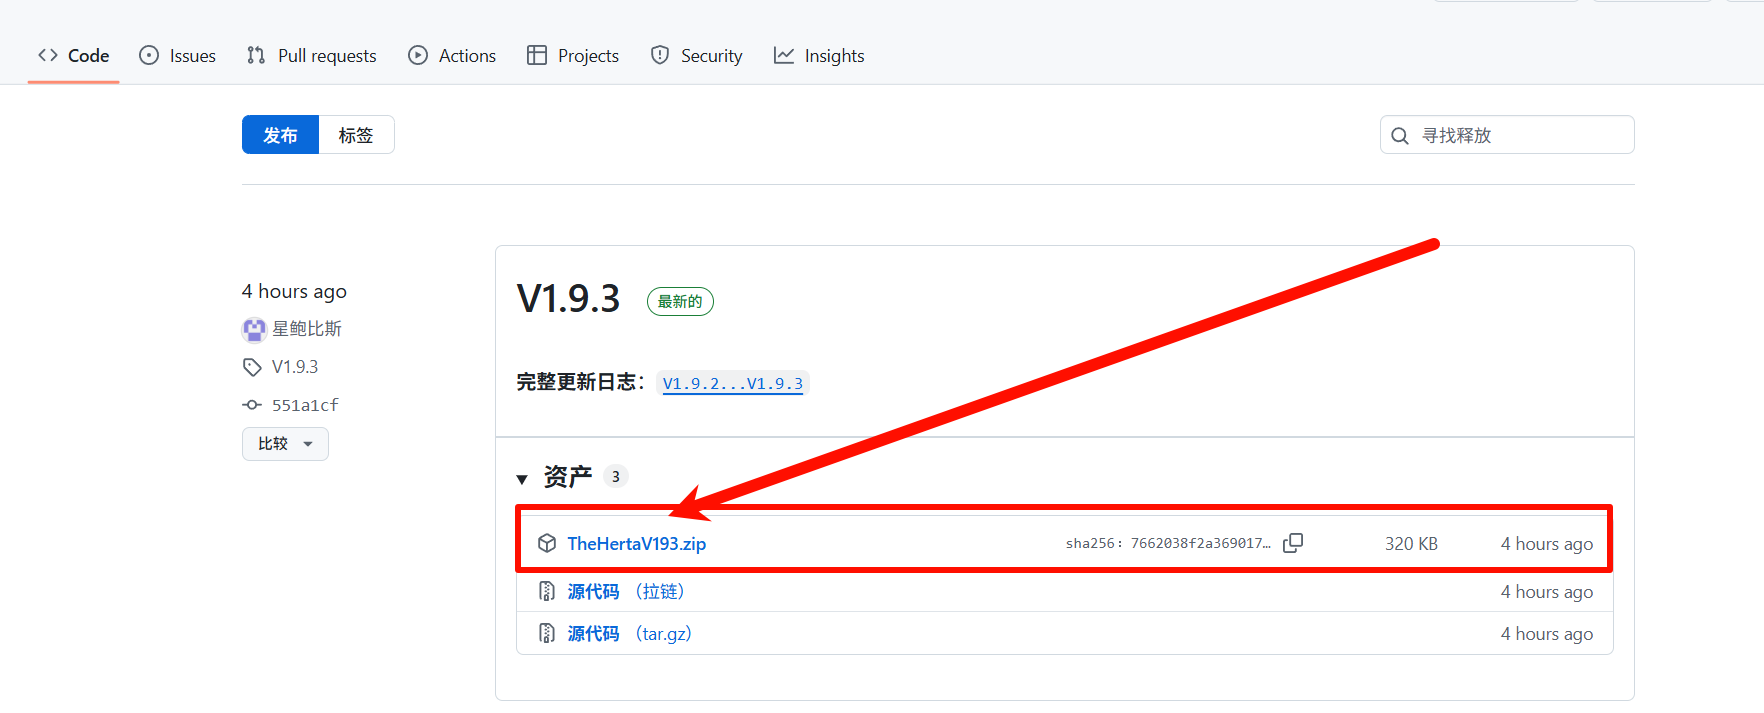 Code Issues Pull requests Actions Projects Security Insights
发布 标签
寻找释放
4 hours ago
星鲍比斯
V1.9.3
551a1cf
比较
V1.9.3 最新的
完整更新日志： V1.9.2...V1.9.3
资产 3
TheHertaV193.zip sha256：7662038f2a369017… 320 KB 4 hours ago
源代码 （拉链） 4 hours ago
源代码 （tar.gz） 4 hours ago